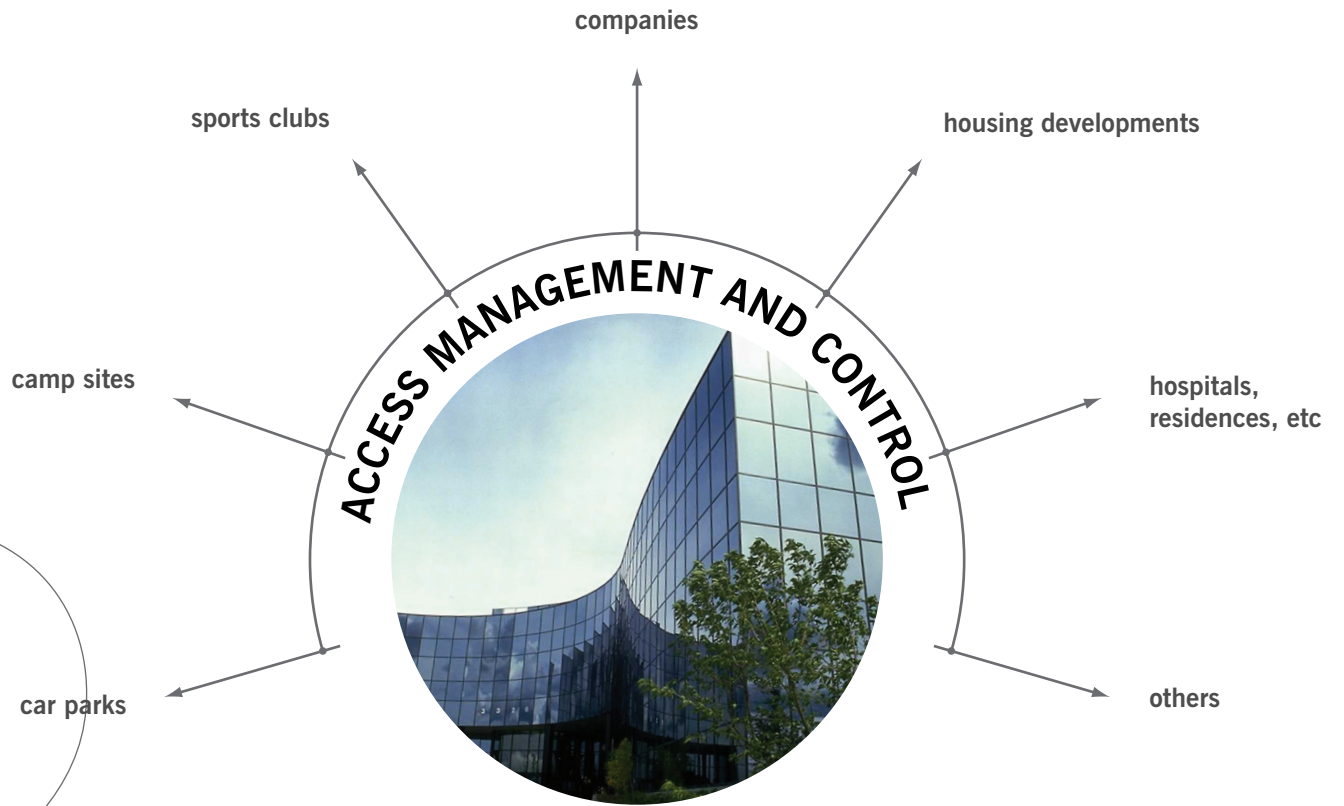 companies
sports clubs
housing developments
ACCESS MANAGEMENT AND CONTROL
camp sites
hospitals,
residences, etc
car parks
others